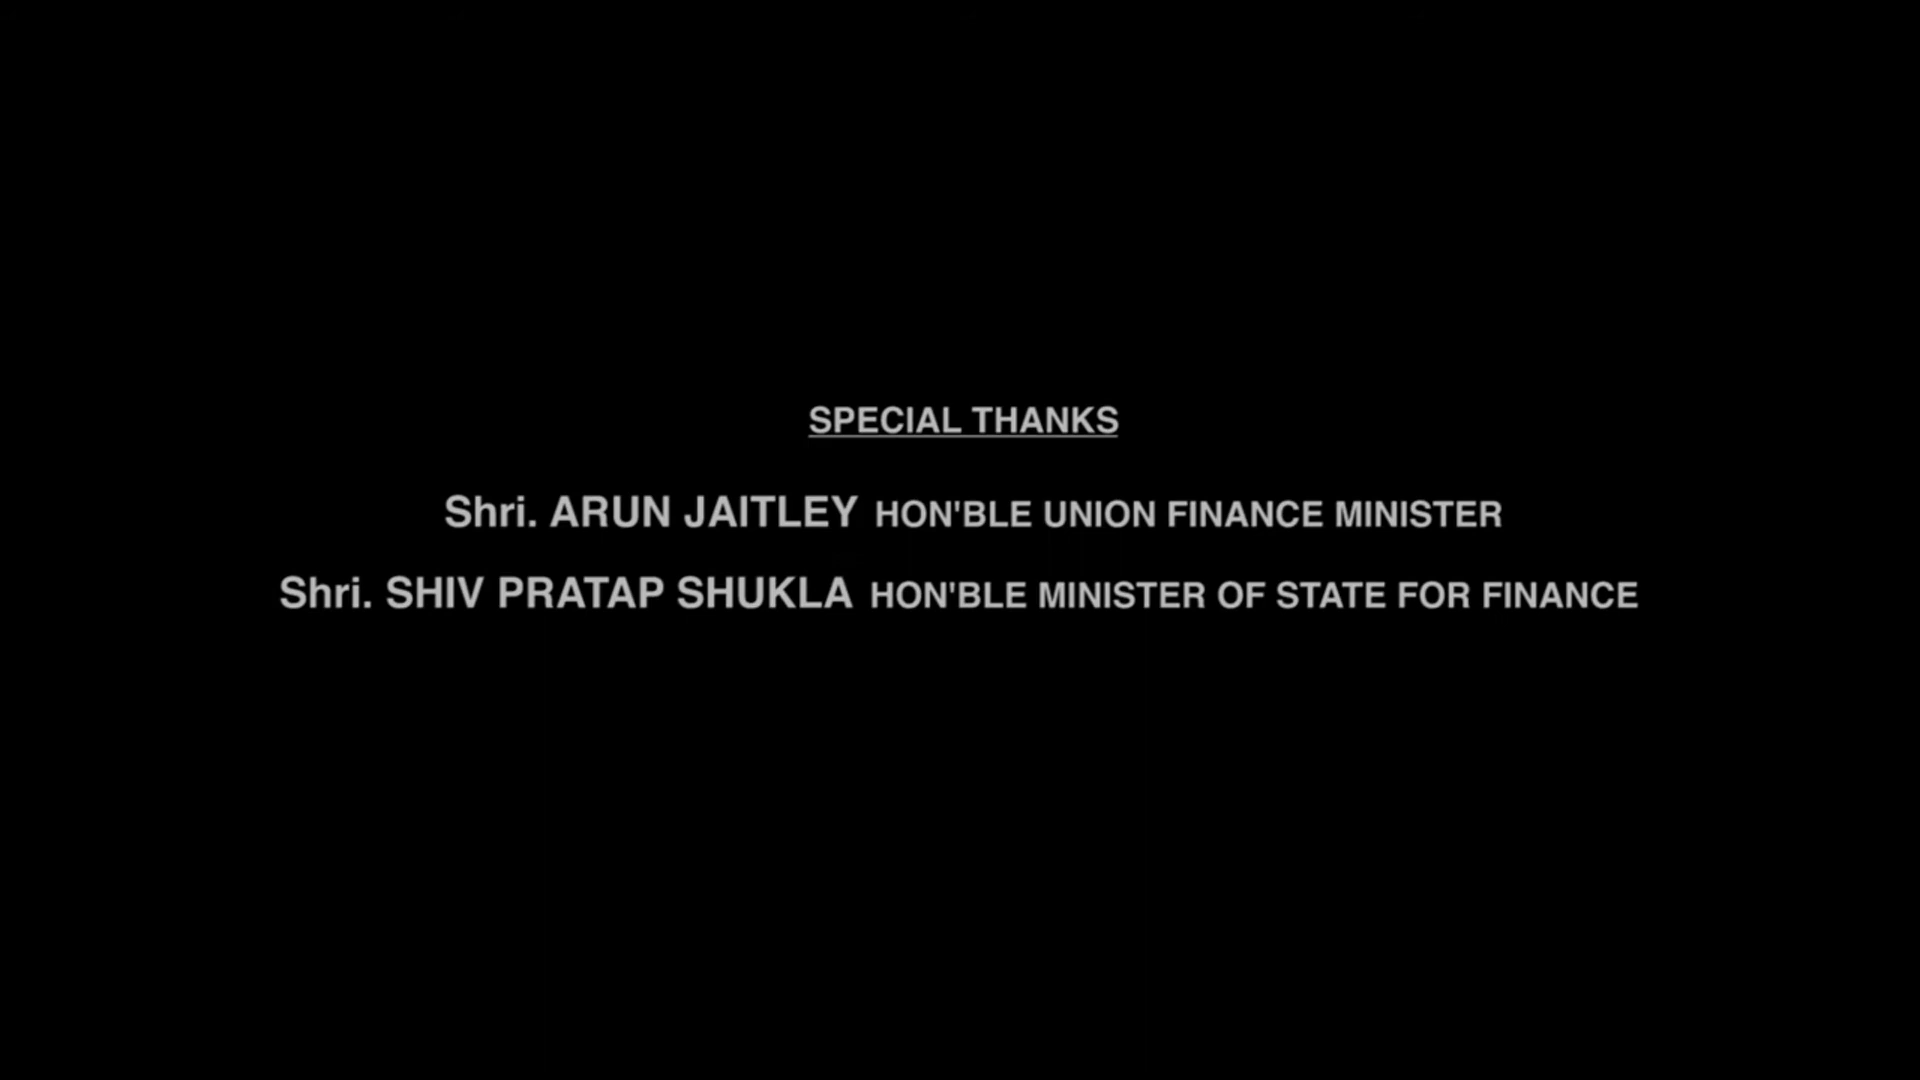 SPECIAL THANKS
Shri. ARUN JAITLEY HON'BLE UNION FINANCE MINISTER
Shri. SHIV PRATAP SHUKLA HON'BLE MINISTER OF STATE FOR FINANCE